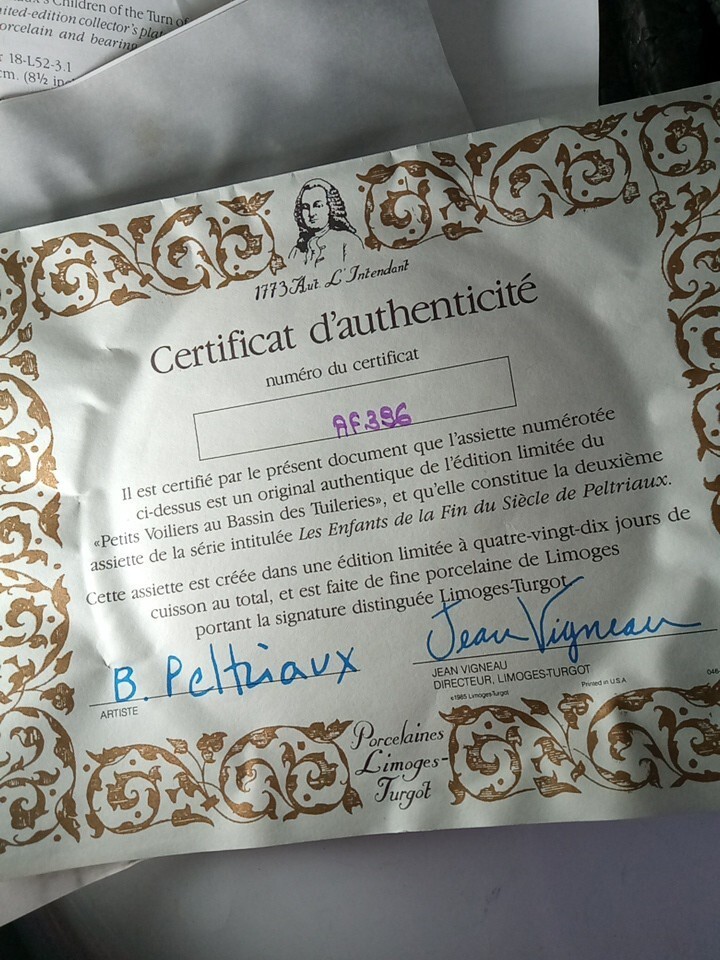 Children of the Turn of
ited-edition collector's plat
orcelain and bearing
18-L52-3.1
cm. (8½ in
1773 Aut. L'Intendant
Certificat d'authenticité
numéro du certificat
AF396
Il est certifié par le présent document que l'assiette numérotée
ci-dessus est un original authentique de l'édition limitée du
«Petits Voiliers au Bassin des Tuileries», et qu'elle constitue la deuxième
assiette de la série intitulée Les Enfants de la Fin du Siècle de Peltriaux.
Cette assiette est créée dans une édition limitée à quatre-vingt-dix jours de
cuisson au total, et est faite de fine porcelaine de Limoges
portant la signature distinguée Limoges-Turgot
B. Peltriaux
Jean Vigneau
ARTISTE
JEAN VIGNEAU
DIRECTEUR, LIMOGES-TURGOT
©1985 Limoges-Turgot
Printed in U.S.A.
046-
Porcelaines
Limoges-
Turgot